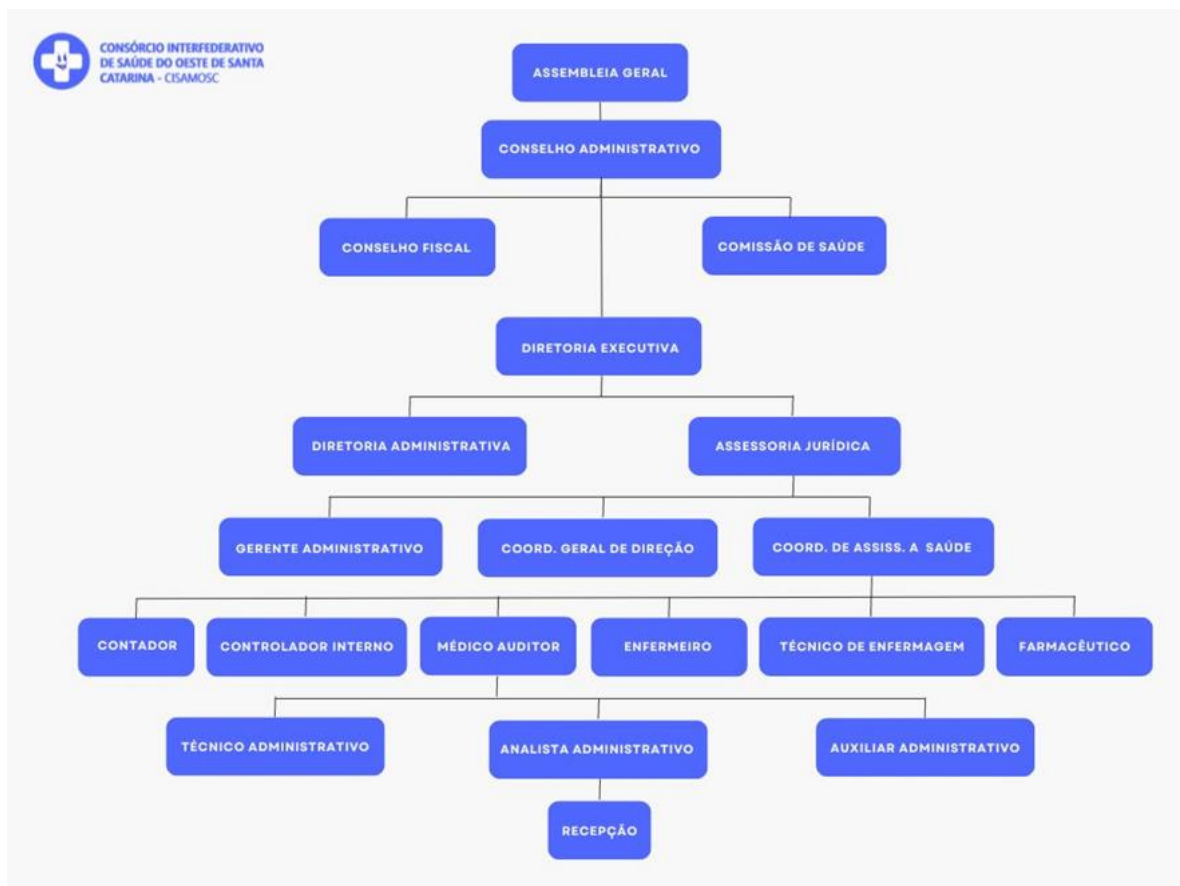 CONSÓRCIO INTERFEDERATIVO
DE SAÚDE DO OESTE DE SANTA
CATARINA - CISAMOSC
ASSEMBLEIA GERAL
CONSELHO ADMINISTRATIVO
CONSELHO FISCAL
COMISSÃO DE SAÚDE
DIRETORIA EXECUTIVA
DIRETORIA ADMINISTRATIVA
ASSESSORIA JURÍDICA
GERENTE ADMINISTRATIVO
COORD. GERAL DE DIREÇÃO
COORD. DE ASSISS. A SAÚDE
CONTADOR
CONTROLADOR INTERNO
MÉDICO AUDITOR
ENFERMEIRO
TÉCNICO DE ENFERMAGEM
FARMACÊUTICO
TÉCNICO ADMINISTRATIVO
ANALISTA ADMINISTRATIVO
AUXILIAR ADMINISTRATIVO
RECEPÇÃO